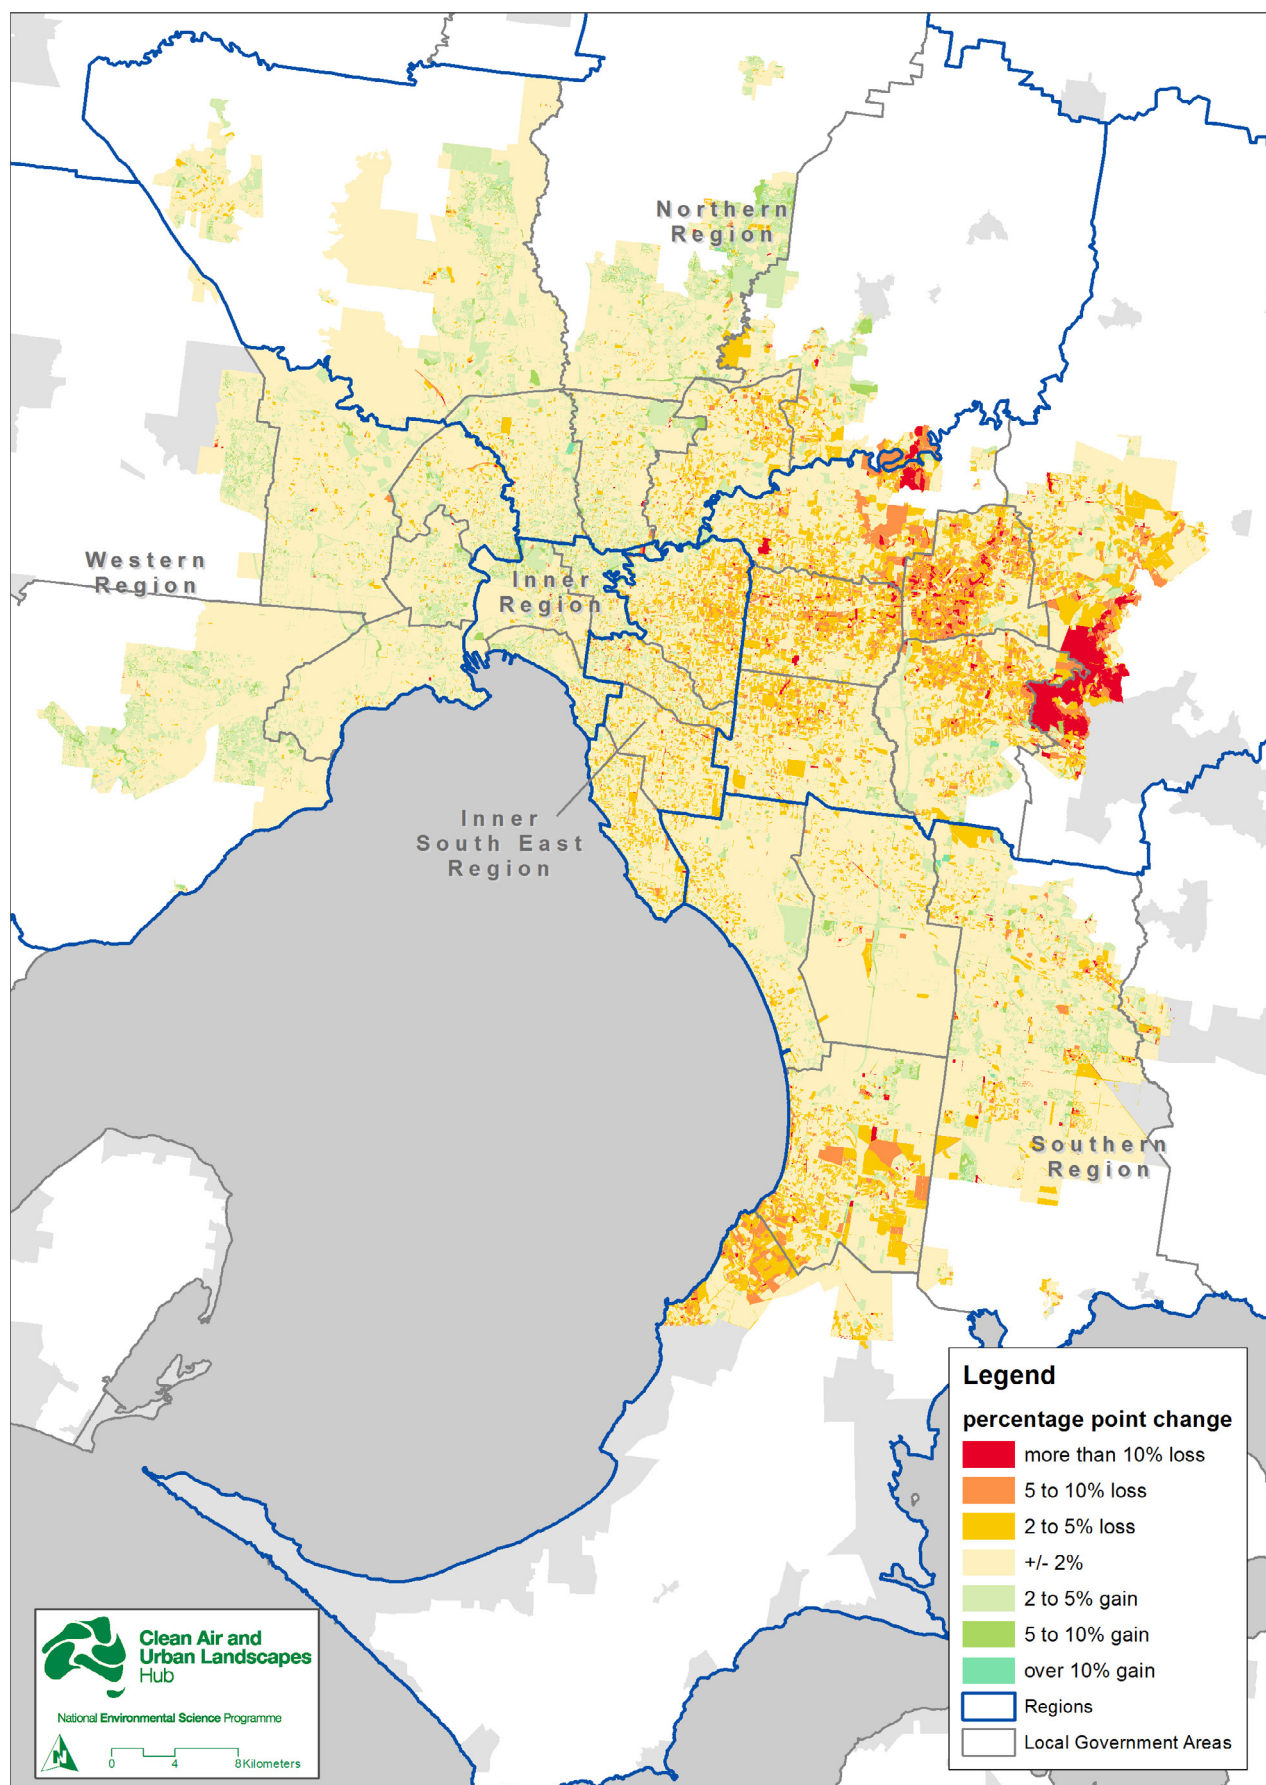 Northern
Region
Western
Region
Inner
Region
Inner
South East
Region
Southern
Region
Legend
percentage point change
more than 10% loss
5 to 10% loss
2 to 5% loss
+/- 2%
2 to 5% gain
5 to 10% gain
over 10% gain
Regions
Local Government Areas
Clean Air and
Urban Landscapes
Hub
National Environmental Science Programme
N
0 4 8 Kilometers